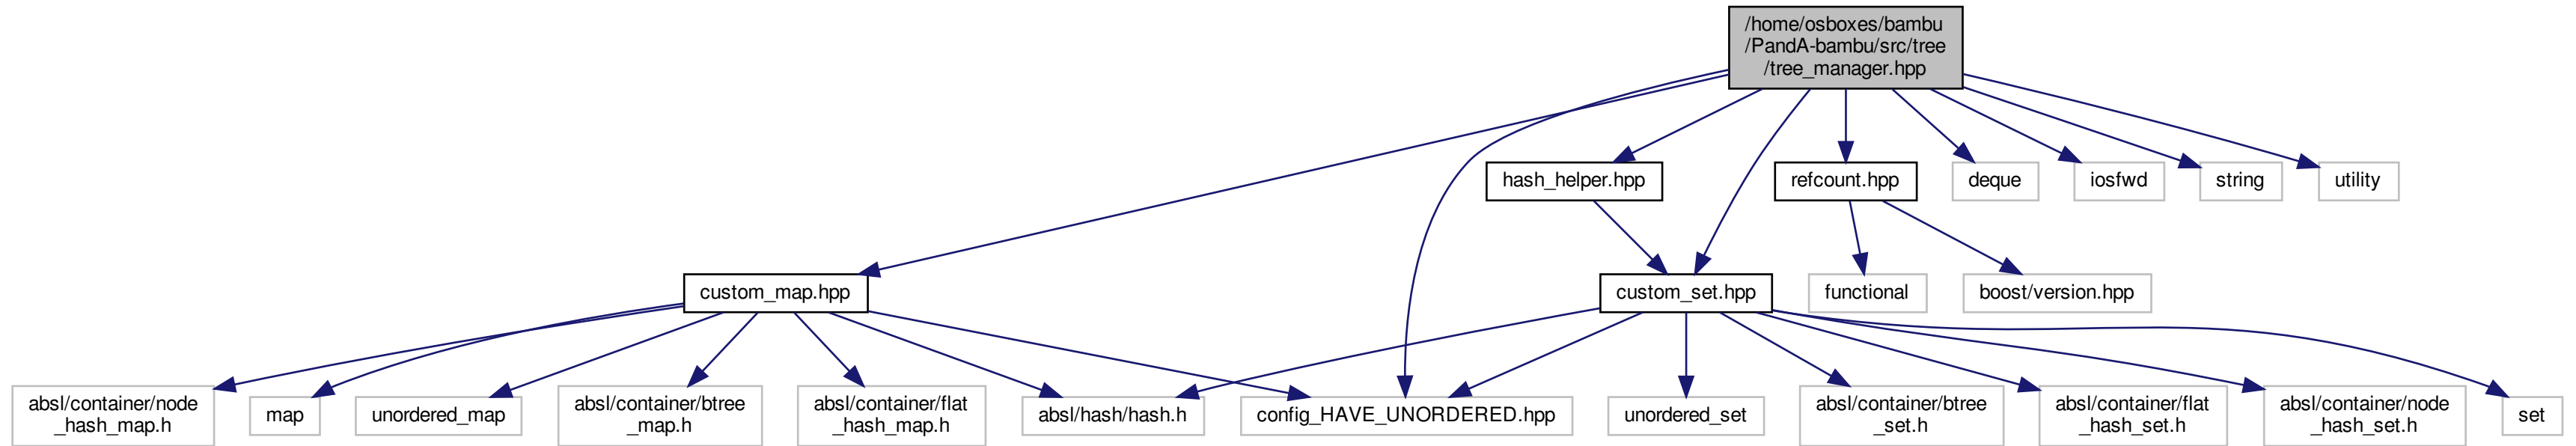 /home/osboxes/bambu
/PandA-bambu/src/tree
/tree_manager.hpp
hash_helper.hpp
refcount.hpp
deque
iosfwd
string
utility
custom_map.hpp
custom_set.hpp
functional
boost/version.hpp
absl/container/node
_hash_map.h
map
unordered_map
absl/container/btree
_map.h
absl/container/flat
_hash_map.h
absl/hash/hash.h
config_HAVE_UNORDERED.hpp
unordered_set
absl/container/btree
_set.h
absl/container/flat
_hash_set.h
absl/container/node
_hash_set.h
set